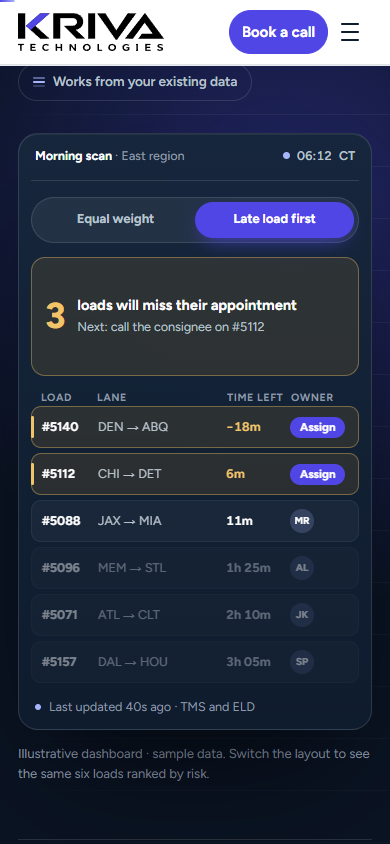 KRIVA
TECHNOLOGIES
Book a call
Works from your existing data
Morning scan · East region
06:12 CT
Equal weight
Late load first
3
loads will miss their appointment
Next: call the consignee on #5112
LOAD LANE TIME LEFT OWNER
#5140 DEN → ABQ −18m Assign
#5112 CHI → DET 6m Assign
#5088 JAX → MIA 11m MR
#5096 MEM → STL 1h 25m AL
#5071 ATL → CLT 2h 10m JK
#5157 DAL → HOU 3h 05m SP
Last updated 40s ago · TMS and ELD
Illustrative dashboard · sample data. Switch the layout to see
the same six loads ranked by risk.